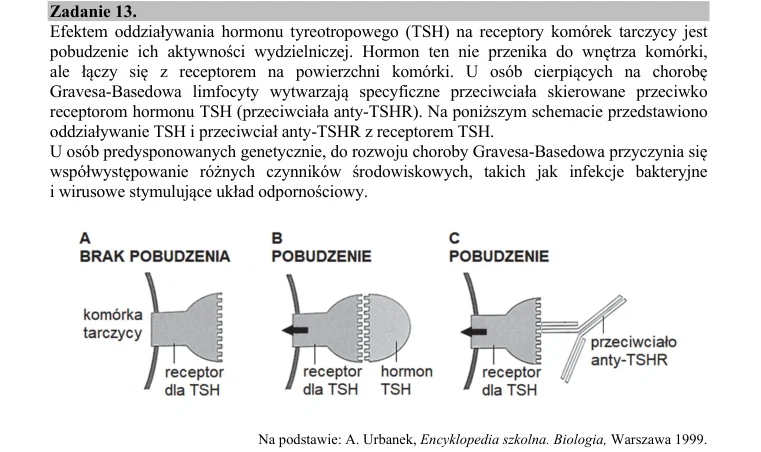 Zadanie 13.
Efektem oddziaływania hormonu tyreotropowego (TSH) na receptory komórek tarczycy jest
pobudzenie ich aktywności wydzielniczej. Hormon ten nie przenika do wnętrza komórki,
ale łączy się z receptorem na powierzchni komórki. U osób cierpiących na chorobę
Gravesa-Basedowa limfocyty wytwarzają specyficzne przeciwciała skierowane przeciwko
receptorom hormonu TSH (przeciwciała anty-TSHR). Na poniższym schemacie przedstawiono
oddziaływanie TSH i przeciwciał anty-TSHR z receptorem TSH.
U osób predysponowanych genetycznie, do rozwoju choroby Gravesa-Basedowa przyczynia się
współwystępowanie różnych czynników środowiskowych, takich jak infekcje bakteryjne
i wirusowe stymulujące układ odpornościowy.
A
BRAK POBUDZENIA
komórka
tarczycy
receptor
dla TSH
B
POBUDZENIE
receptor
dla TSH
hormon
TSH
C
POBUDZENIE
receptor
dla TSH
przeciwciało
anty-TSHR
Na podstawie: A. Urbanek, Encyklopedia szkolna. Biologia, Warszawa 1999.